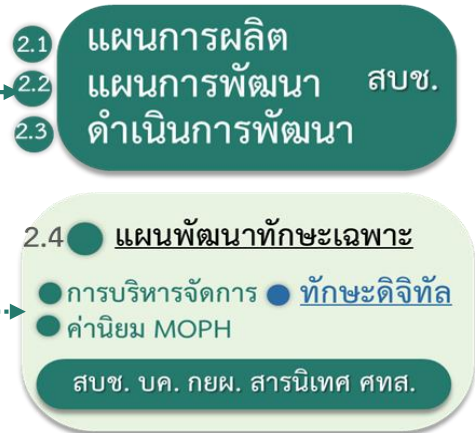 2.1 แผนการผลิต
2.2 แผนการพัฒนา สบช.
2.3 ดำเนินการพัฒนา
2.4 แผนพัฒนาทักษะเฉพาะ
การบริหารจัดการ ทักษะดิจิทัล
ค่านิยม MOPH
สบช. บค. กยผ. สารนิเทศ ศทส.